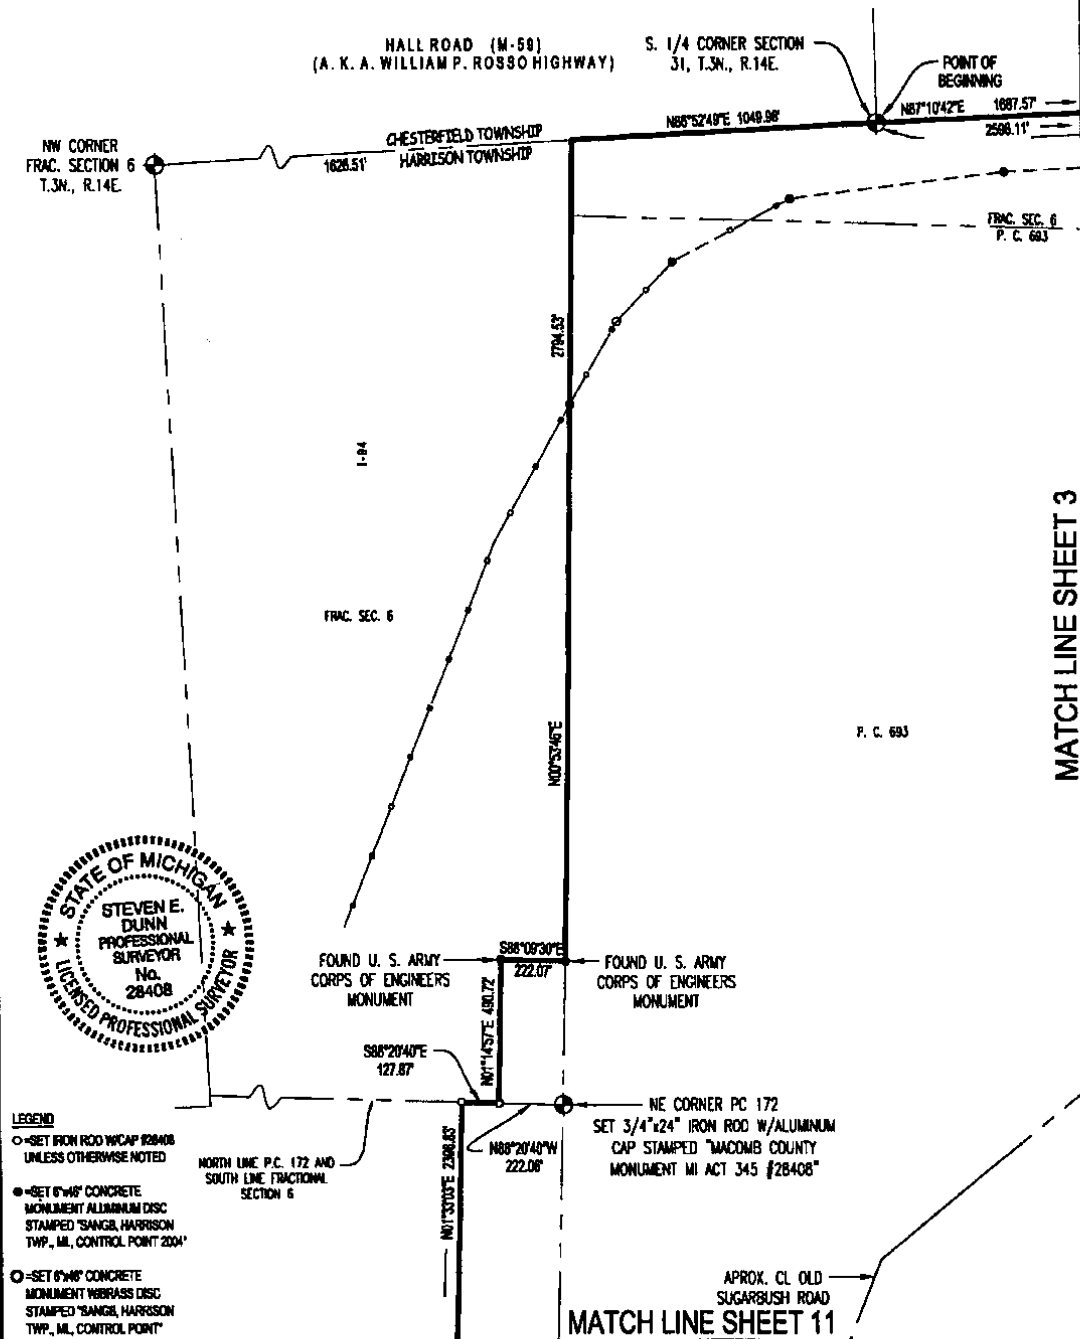 HALL ROAD (M-59)
(A. K. A. WILLIAM P. ROSSO HIGHWAY)
S. 1/4 CORNER SECTION
31, T.3N., R.14E.
POINT OF
BEGINNING
N87°10'42"E 1687.57'
N86°52'49"E 1049.98'
NW CORNER
FRAC. SECTION 6
T.3N., R.14E.
CHESTERFIELD TOWNSHIP
1626.51'
HARRISON TOWNSHIP
FRAC. SEC. 6
P. C. 693
2794.53'
I-94
MATCH LINE SHEET 3
FRAC. SEC. 6
N00°53'46"E
P. C. 693
STATE OF MICHIGAN
STEVEN E.
DUNN
PROFESSIONAL
SURVEYOR
No.
28408
LICENSED PROFESSIONAL SURVEYOR
S88°09'30"E
222.07'
FOUND U. S. ARMY
CORPS OF ENGINEERS
MONUMENT
FOUND U. S. ARMY
CORPS OF ENGINEERS
MONUMENT
N01°14'57"E 490.72'
S88°20'40"E
127.87'
NE CORNER PC 172
SET 3/4"x24" IRON ROD W/ALUMINUM
CAP STAMPED "MACOMB COUNTY
MONUMENT MI ACT 345 #28408"
N88°20'40"W
222.06'
NORTH LINE P.C. 172 AND
SOUTH LINE FRACTIONAL
SECTION 6
N01°33'03"E
LEGEND
=SET IRON ROD W/CAP #28408
UNLESS OTHERWISE NOTED
=SET 6"x48" CONCRETE
MONUMENT ALUMINUM DISC
STAMPED "SANGB, HARRISON
TWP., MI., CONTROL POINT 2004"
=SET 6"x48" CONCRETE
MONUMENT W/BRASS DISC
STAMPED "SANGB, HARRISON
TWP., MI., CONTROL POINT"
APROX. CL OLD
SUGARBUSH ROAD
MATCH LINE SHEET 11